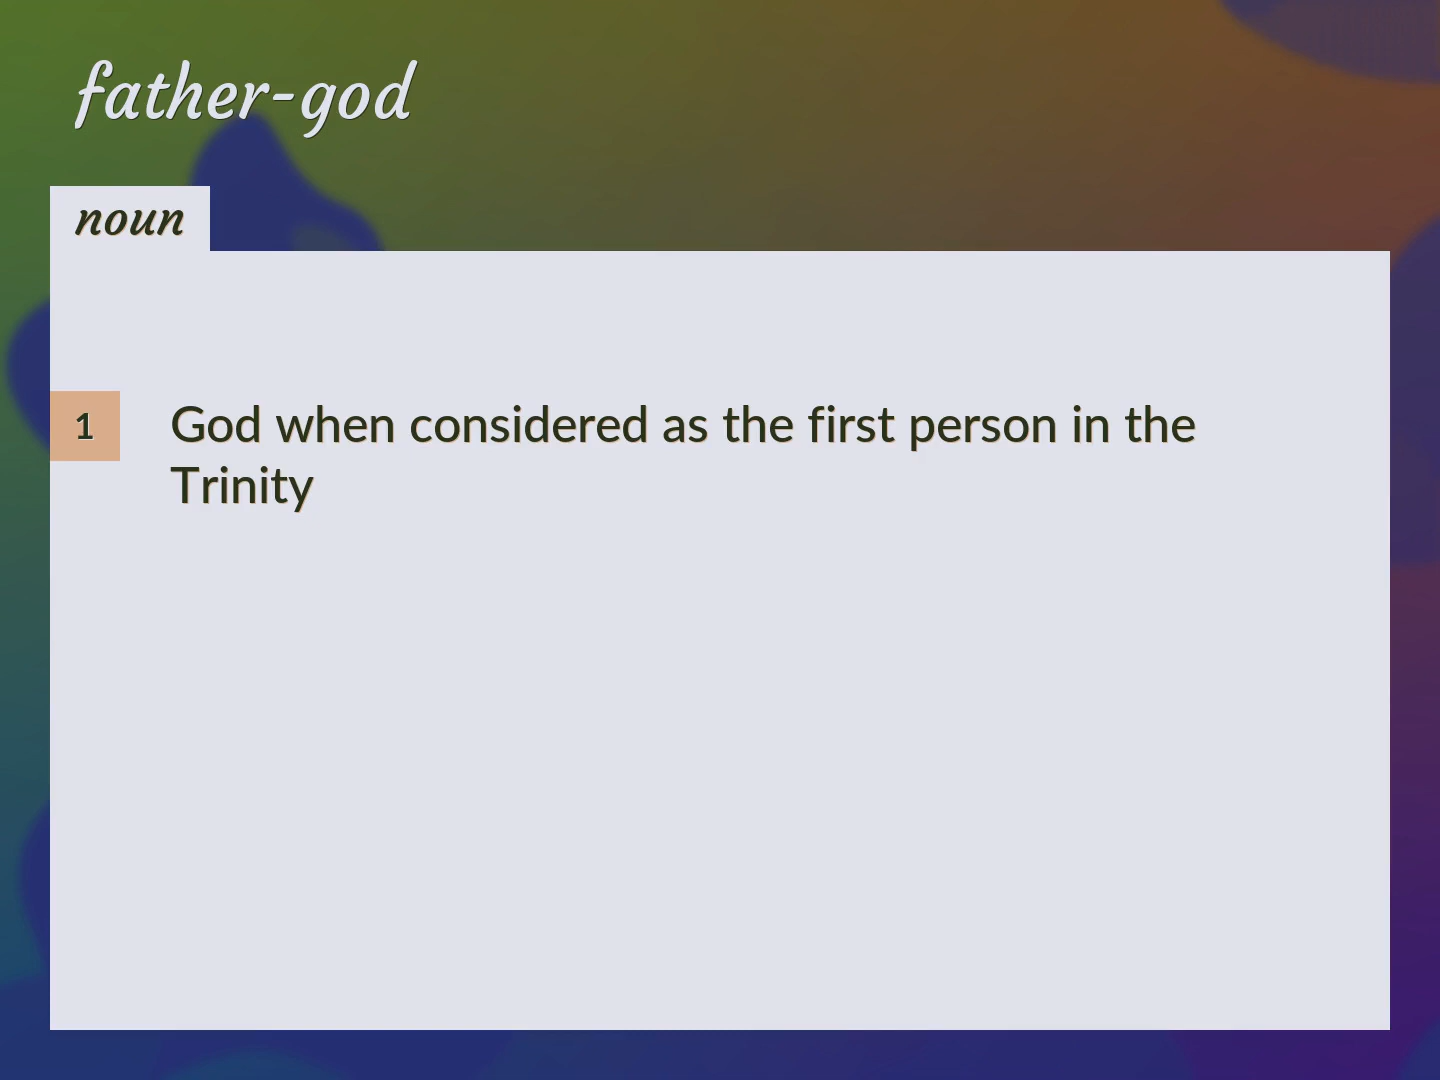 father-god
noun
1
God when considered as the first person in the
Trinity